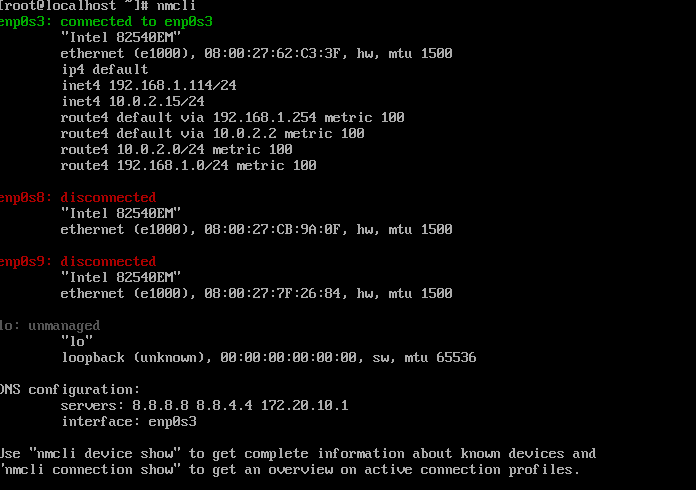 [root@localhost ~]# nmcli
enp0s3: connected to enp0s3
"Intel 82540EM"
ethernet (e1000), 08:00:27:62:C3:3F, hw, mtu 1500
ip4 default
inet4 192.168.1.114/24
inet4 10.0.2.15/24
route4 default via 192.168.1.254 metric 100
route4 default via 10.0.2.2 metric 100
route4 10.0.2.0/24 metric 100
route4 192.168.1.0/24 metric 100
enp0s8: disconnected
"Intel 82540EM"
ethernet (e1000), 08:00:27:CB:9A:0F, hw, mtu 1500
enp0s9: disconnected
"Intel 82540EM"
ethernet (e1000), 08:00:27:7F:26:84, hw, mtu 1500
lo: unmanaged
"lo"
loopback (unknown), 00:00:00:00:00:00, sw, mtu 65536
DNS configuration:
servers: 8.8.8.8 8.8.4.4 172.20.10.1
interface: enp0s3
Use "nmcli device show" to get complete information about known devices and
"nmcli connection show" to get an overview on active connection profiles.